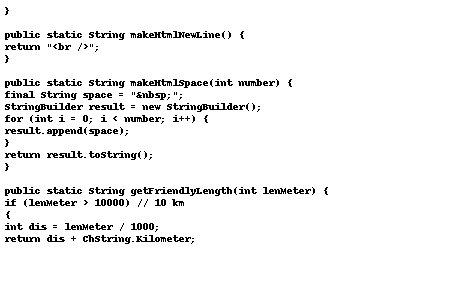 }
public static String makeHtmlNewLine() {
return "<br />";
}
public static String makeHtmlSpace(int number) {
final String space = "&nbsp;";
StringBuilder result = new StringBuilder();
for (int i = 0; i < number; i++) {
result.append(space);
}
return result.toString();
}
public static String getFriendlyLength(int lenMeter) {
if (lenMeter > 10000) // 10 km
{
int dis = lenMeter / 1000;
return dis + ChString.Kilometer;